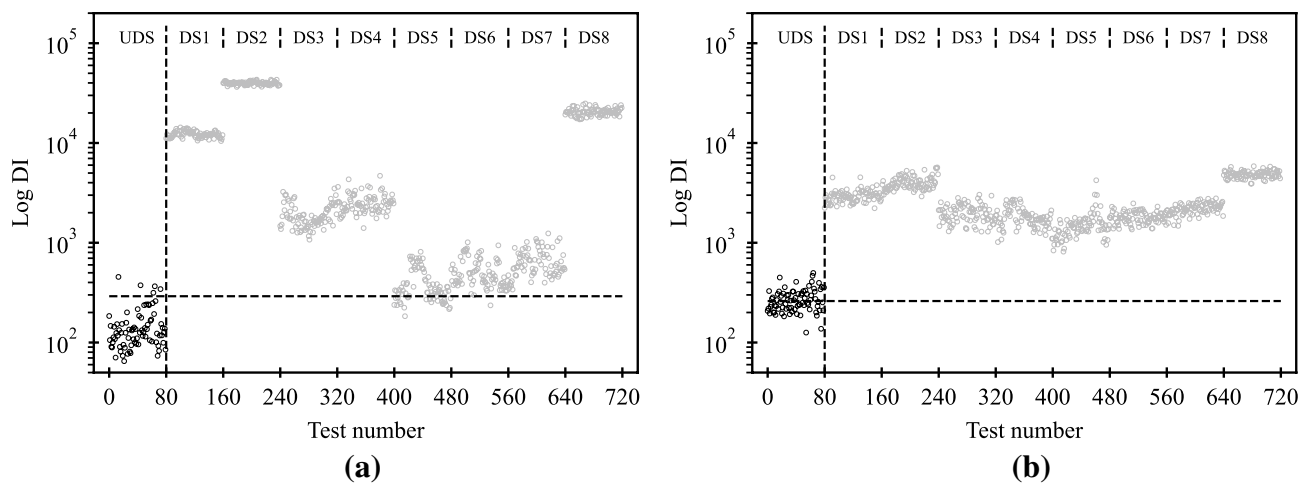 UDS DS1 DS2 DS3 DS4 DS5 DS6 DS7 DS8
10^5
10^4
10^3
10^2
Log DI
0 80 160 240 320 400 480 560 640 720
Test number
(a)
UDS DS1 DS2 DS3 DS4 DS5 DS6 DS7 DS8
10^5
10^4
10^3
10^2
Log DI
0 80 160 240 320 400 480 560 640 720
Test number
(b)